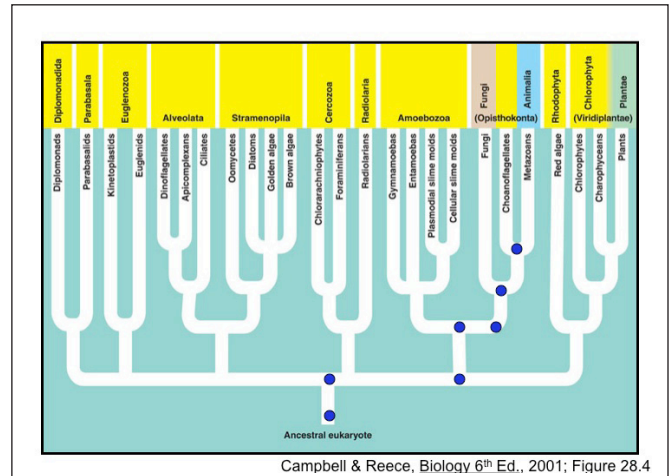 Diplomonadida
Parabasala
Euglenozoa
Alveolata
Stramenopila
Cercozoa
Radiolaria
Amoebozoa
Fungi
(Opisthokonta)
Animalia
Rhodophyta
Chlorophyta
(Viridiplantae)
Plantae
Diplomonads
Parabasalids
Kinetoplastids
Euglenids
Dinoflagellates
Apicomplexans
Ciliates
Oomycetes
Diatoms
Golden algae
Brown algae
Chlorarachniophytes
Foraminiferans
Radiolarians
Gymnamoebas
Entamoebas
Plasmodial slime molds
Cellular slime molds
Fungi
Choanoflagellates
Metazoans
Red algae
Chlorophytes
Charophyceans
Plants
Ancestral eukaryote
Campbell & Reece, Biology 6th Ed., 2001; Figure 28.4